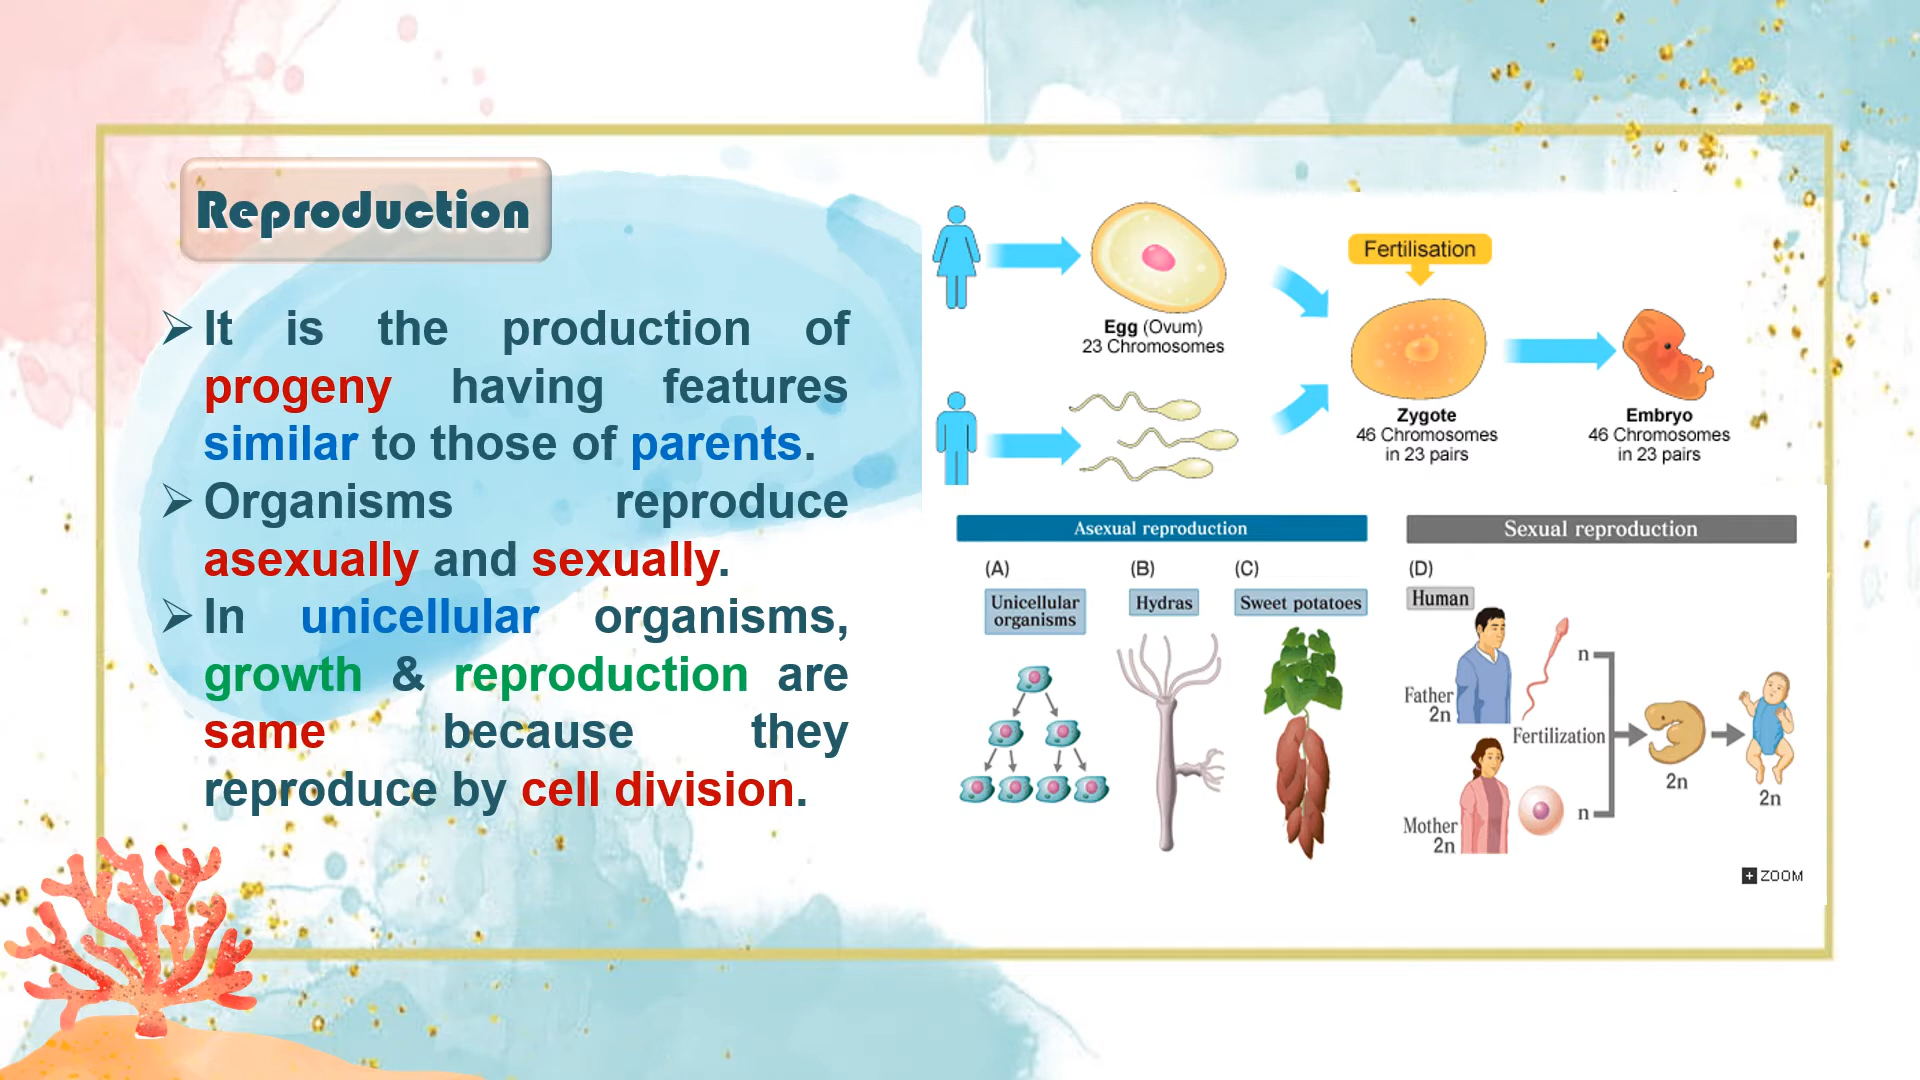 Reproduction
➢ It is the production of
progeny having features
similar to those of parents.
➢ Organisms reproduce
asexually and sexually.
➢ In unicellular organisms,
growth & reproduction are
same because they
reproduce by cell division.
Egg (Ovum)
23 Chromosomes
Fertilisation
Zygote
46 Chromosomes
in 23 pairs
Embryo
46 Chromosomes
in 23 pairs
Asexual reproduction
(A)
Unicellular
organisms
(B)
Hydras
(C)
Sweet potatoes
Sexual reproduction
(D)
Human
Father
2n
n
Fertilization
Mother
2n
n
2n
2n
+ ZOOM